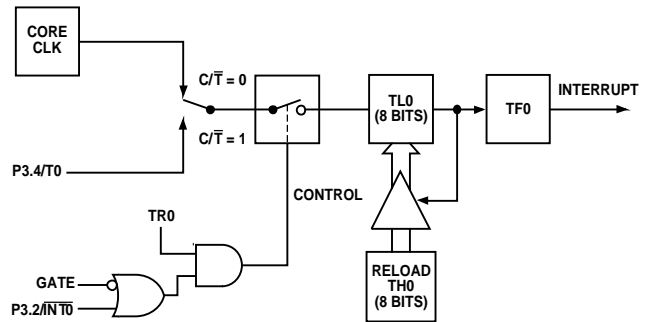 CORE
CLK
C/T̅ = 0
C/T̅ = 1
P3.4/T0
TL0
(8 BITS)
TF0
INTERRUPT
CONTROL
TR0
GATE
P3.2/I̅N̅T̅0̅
RELOAD
TH0
(8 BITS)